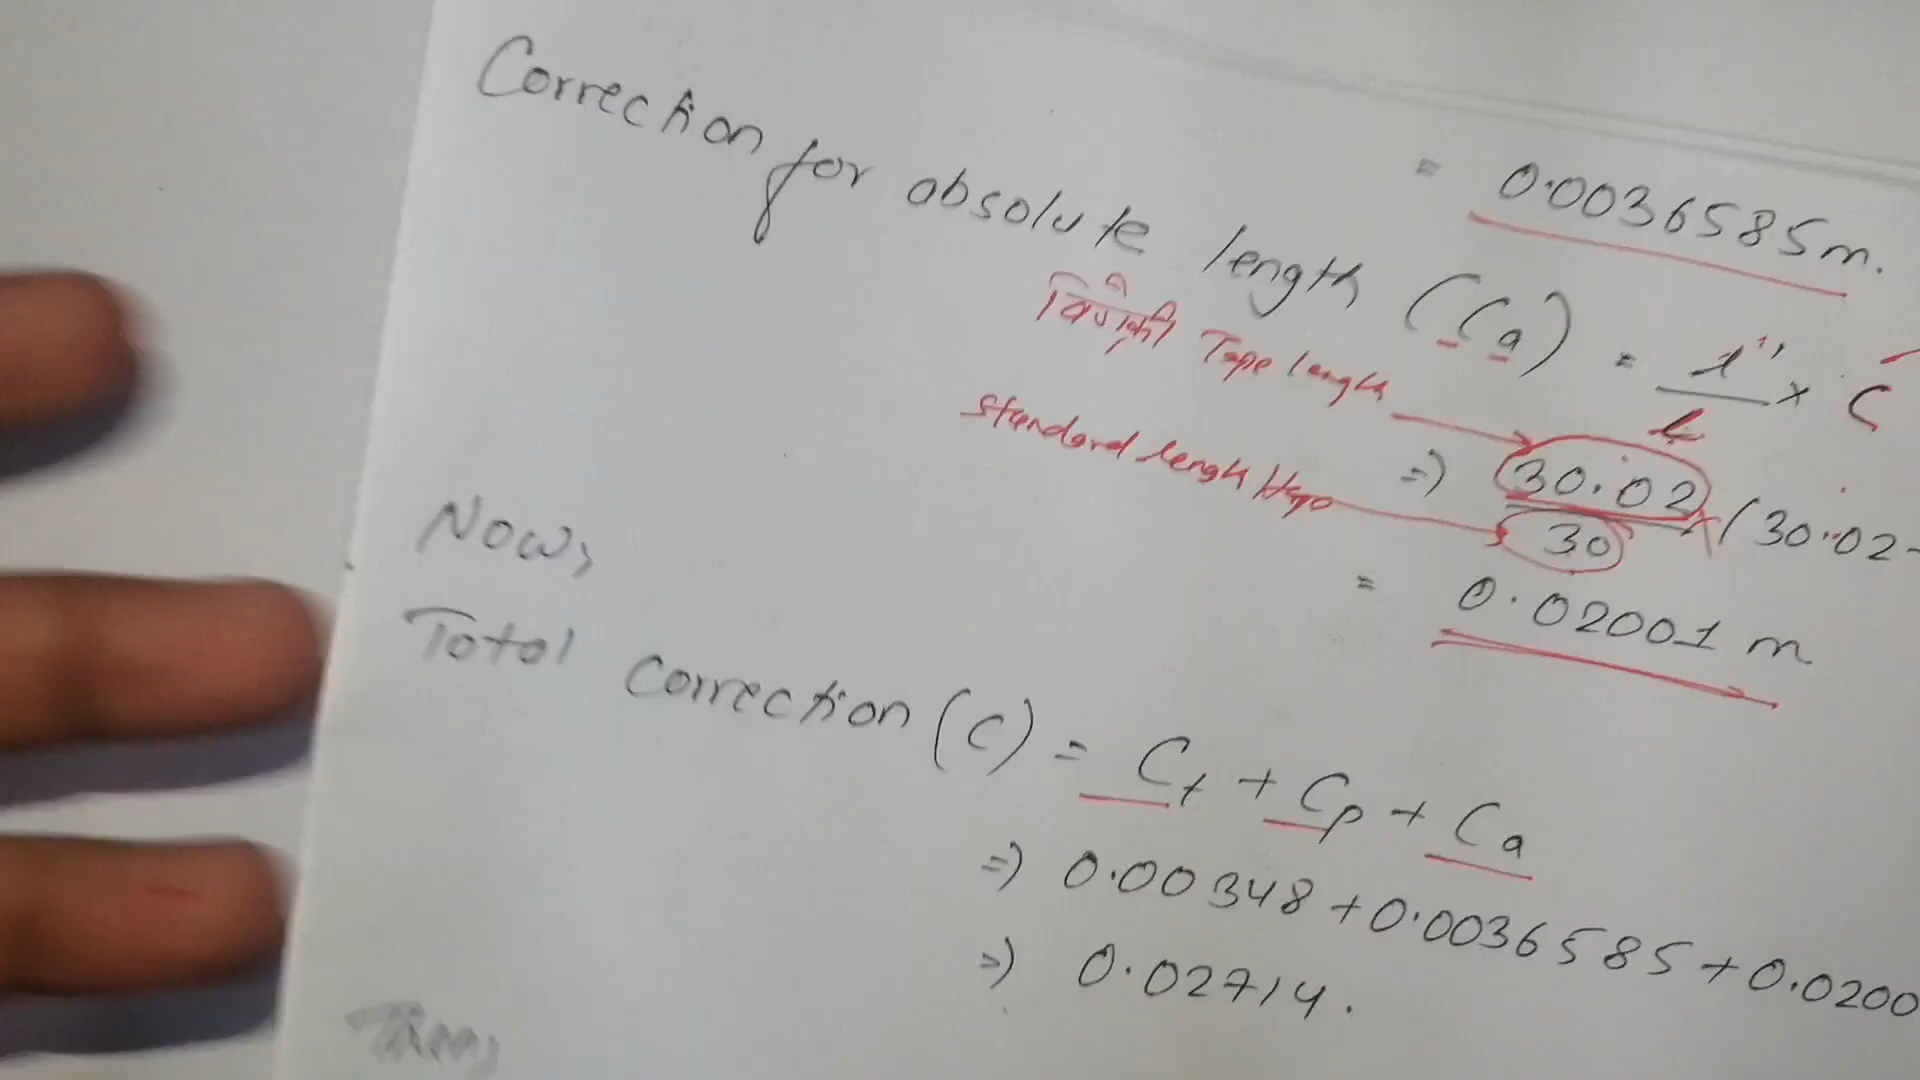 = 0.0036585m.
Correction for absolute length (Ca) = l" / L × C
Tape length
standard length
=) 30.02 / 30 × (30.02-
= 0.02001 m
Now,
Total correction (C) = Ct + Cp + Ca
=) 0.00348 + 0.0036585 + 0.0200
=) 0.02714.